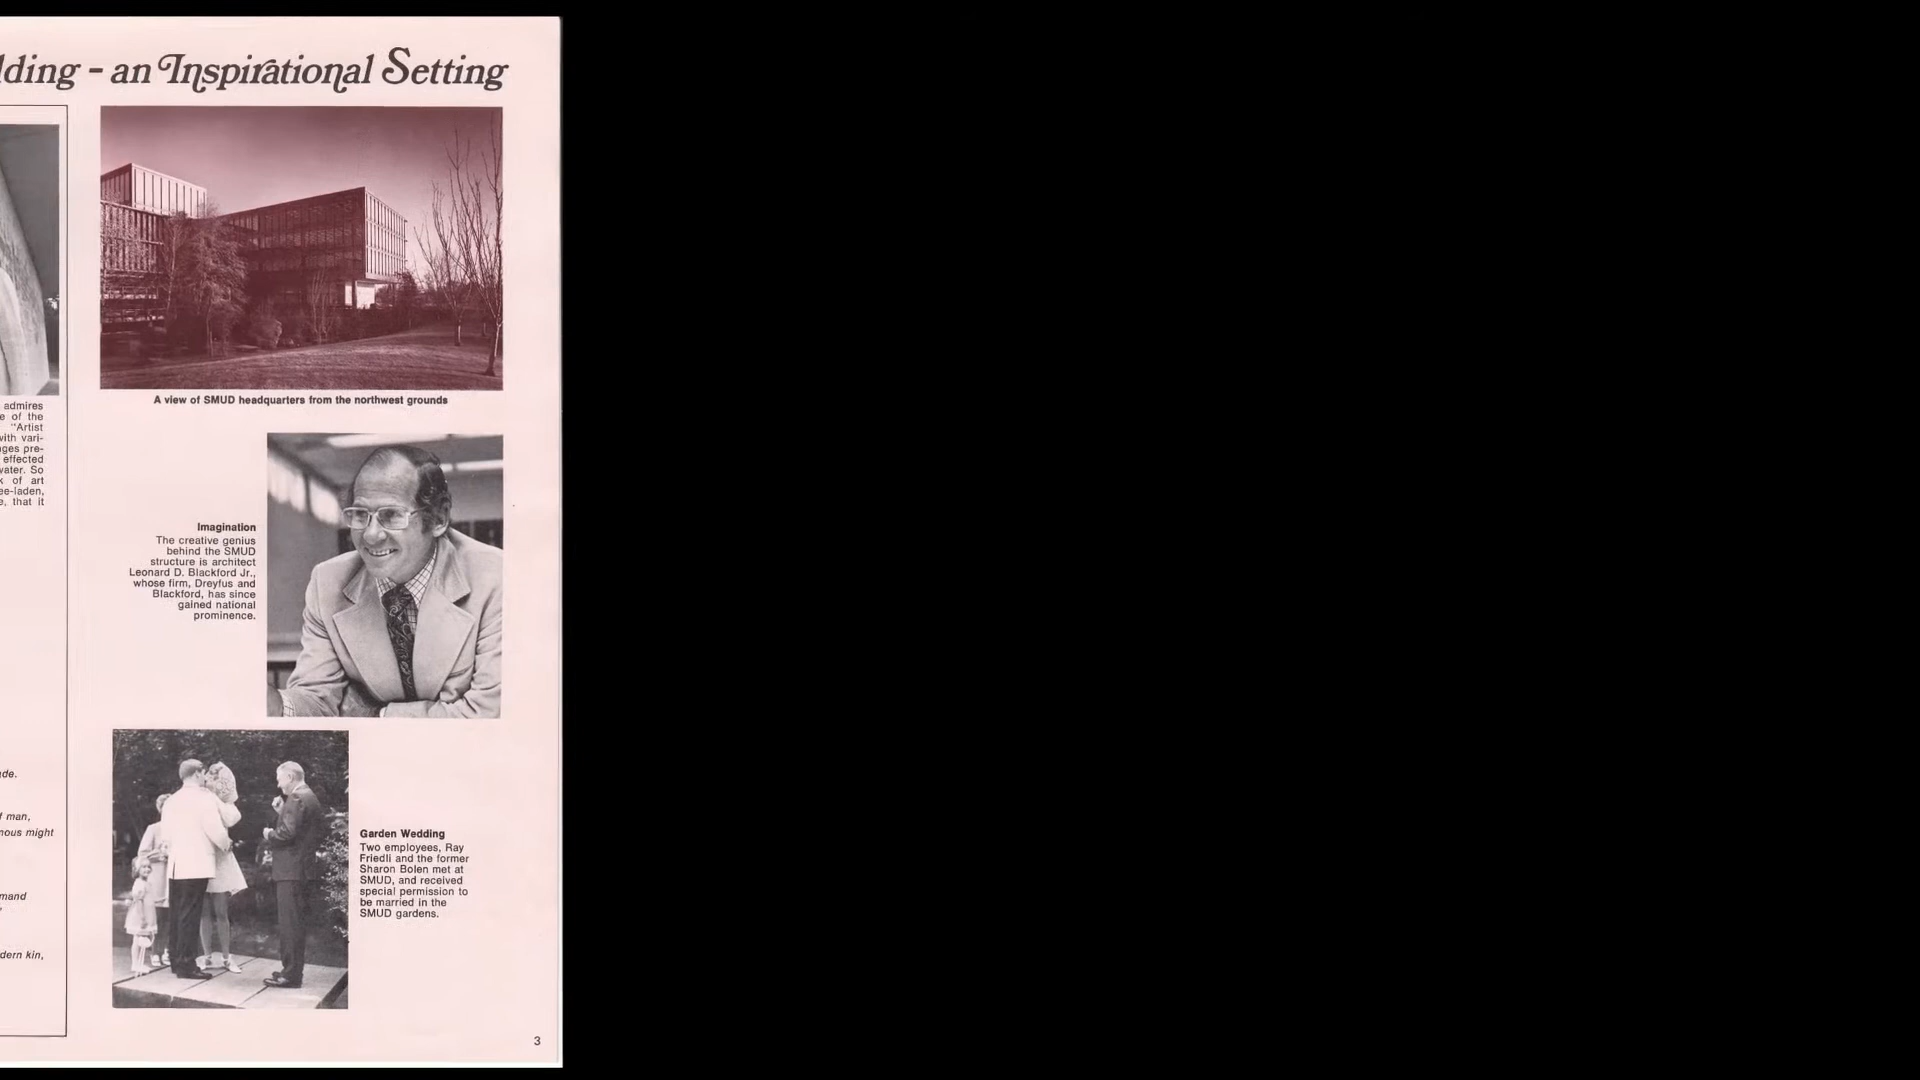 lding - an Inspirational Setting
admires
e of the
"Artist
with vari-
nges pre-
effected
water. So
k of art
ee-laden,
e, that it
ade.
f man,
nous might
mand
"
dern kin,
A view of SMUD headquarters from the northwest grounds
Imagination
The creative genius
behind the SMUD
structure is architect
Leonard D. Blackford Jr.,
whose firm, Dreyfus and
Blackford, has since
gained national
prominence.
Garden Wedding
Two employees, Ray
Friedli and the former
Sharon Bolen met at
SMUD, and received
special permission to
be married in the
SMUD gardens.
3